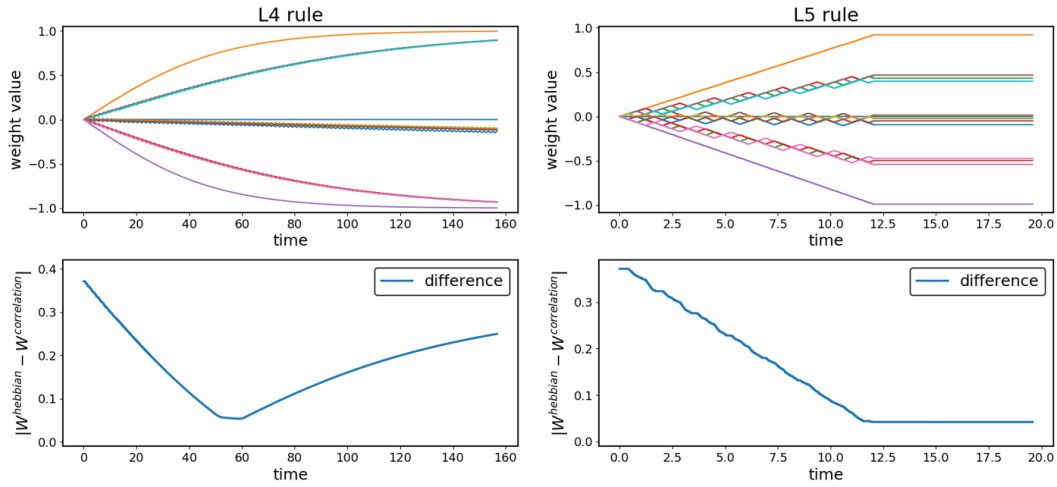 L4 rule
1.0
0.5
0.0
−0.5
−1.0
weight value
0 20 40 60 80 100 120 140 160
time
L5 rule
1.0
0.5
0.0
−0.5
−1.0
weight value
0.0 2.5 5.0 7.5 10.0 12.5 15.0 17.5 20.0
time
0.4
0.3
0.2
0.1
0.0
|W^hebbian − W^correlation|
difference
0 20 40 60 80 100 120 140 160
time
0.3
0.2
0.1
0.0
|W^hebbian − W^correlation|
difference
0.0 2.5 5.0 7.5 10.0 12.5 15.0 17.5 20.0
time